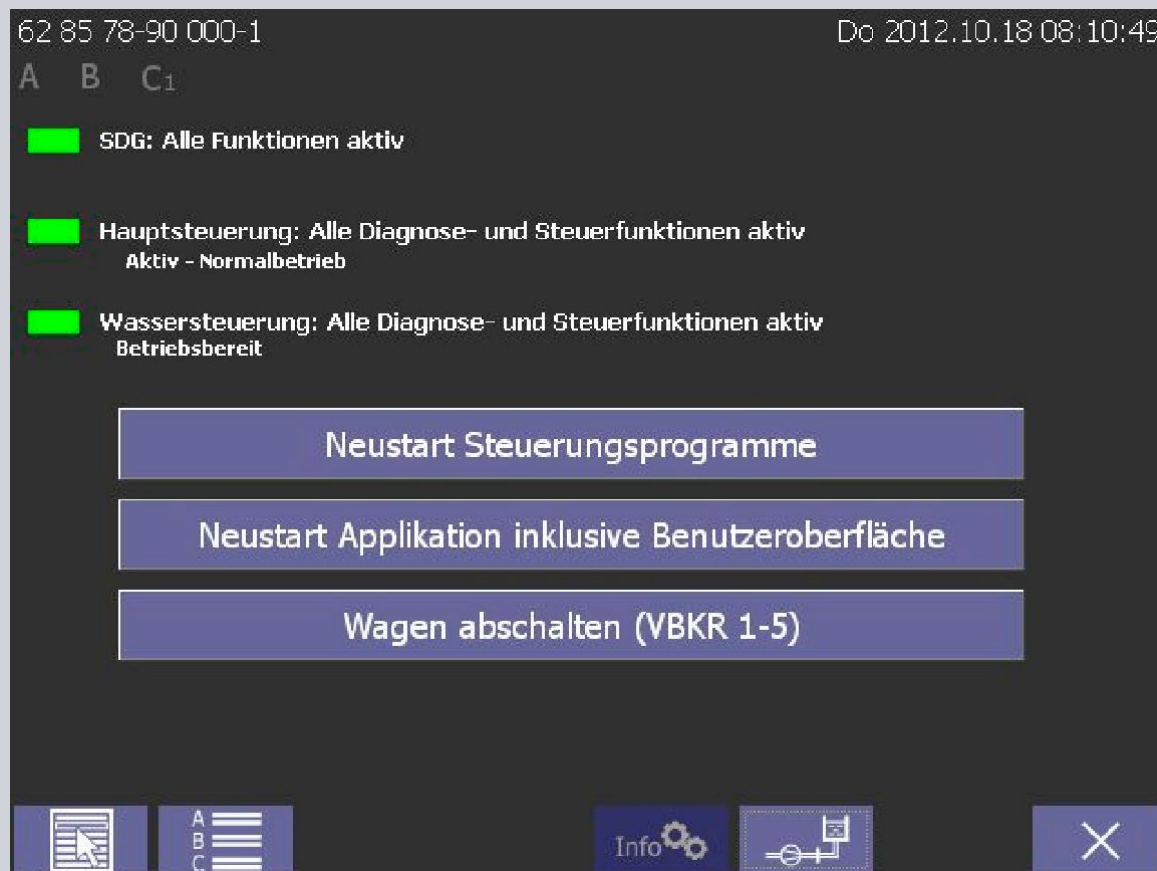 62 85 78-90 000-1
Do 2012.10.18 08:10:49
A B C1
SDG: Alle Funktionen aktiv
Hauptsteuerung: Alle Diagnose- und Steuerfunktionen aktiv
Aktiv - Normalbetrieb
Wassersteuerung: Alle Diagnose- und Steuerfunktionen aktiv
Betriebsbereit
Neustart Steuerungsprogramme
Neustart Applikation inklusive Benutzeroberfläche
Wagen abschalten (VBKR 1-5)
A
B
C
Info